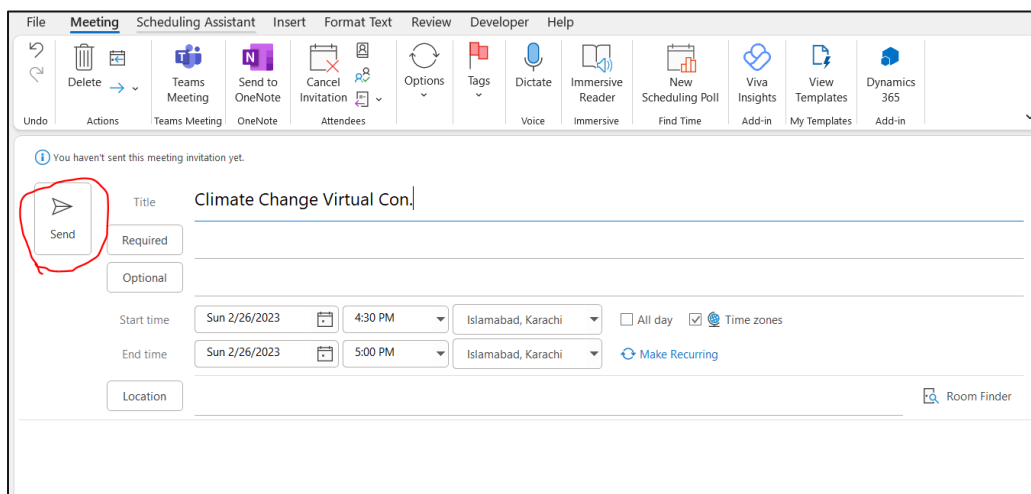 File Meeting Scheduling Assistant Insert Format Text Review Developer Help
Delete
Teams Meeting
Send to OneNote
Cancel Invitation
Options
Tags
Dictate
Immersive Reader
New Scheduling Poll
Viva Insights
View Templates
Dynamics 365
Undo Actions Teams Meeting OneNote Attendees Voice Immersive Find Time Add-in My Templates Add-in
You haven't sent this meeting invitation yet.
Send
Title Climate Change Virtual Con.
Required
Optional
Start time Sun 2/26/2023 4:30 PM Islamabad, Karachi All day Time zones
End time Sun 2/26/2023 5:00 PM Islamabad, Karachi Make Recurring
Location Room Finder